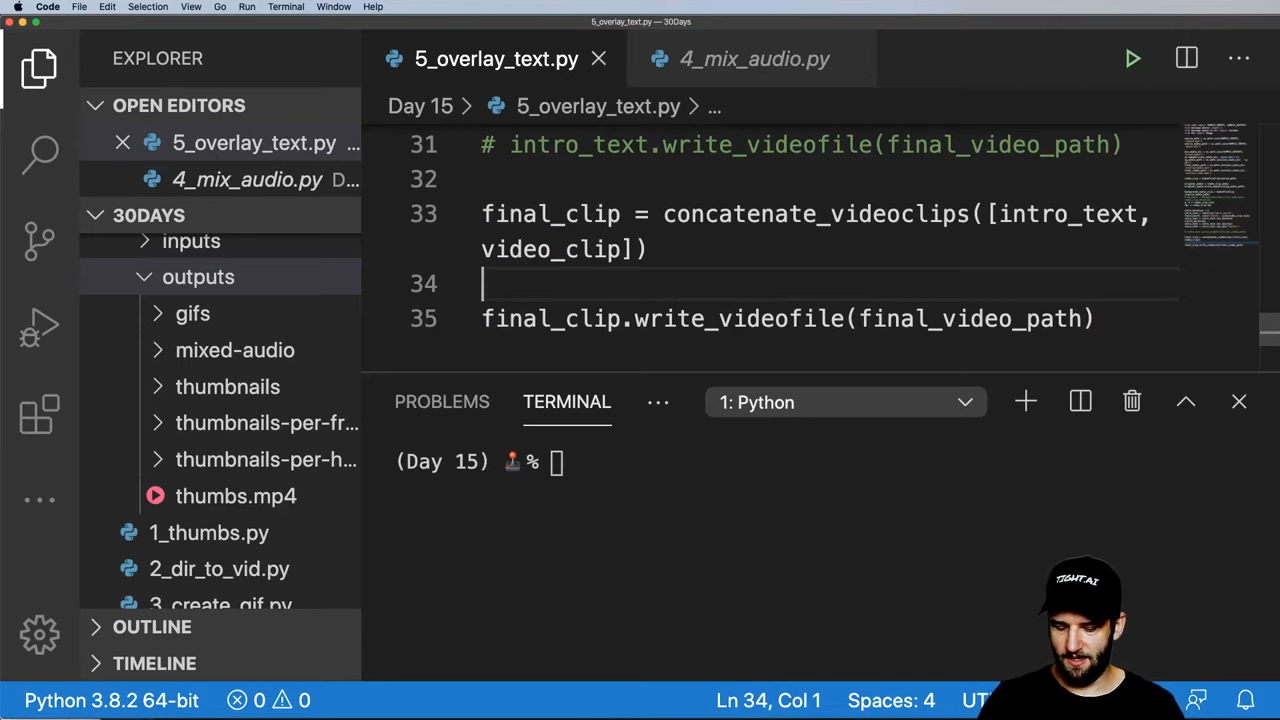 Code File Edit Selection View Go Run Terminal Window Help
5_overlay_text.py — 30Days
EXPLORER
OPEN EDITORS
5_overlay_text.py ...
4_mix_audio.py D...
30DAYS
inputs
outputs
gifs
mixed-audio
thumbnails
thumbnails-per-fr...
thumbnails-per-h...
thumbs.mp4
1_thumbs.py
2_dir_to_vid.py
3_create_gif.py
OUTLINE
TIMELINE
5_overlay_text.py
4_mix_audio.py
Day 15 > 5_overlay_text.py > ...
31 # intro_text.write_videofile(final_video_path)
32
33 final_clip = concatenate_videoclips([intro_text,
video_clip])
34
35 final_clip.write_videofile(final_video_path)
PROBLEMS TERMINAL ... 1: Python
(Day 15) 🕹% 
TIGHT.AI
Python 3.8.2 64-bit 0 0 Ln 34, Col 1 Spaces: 4